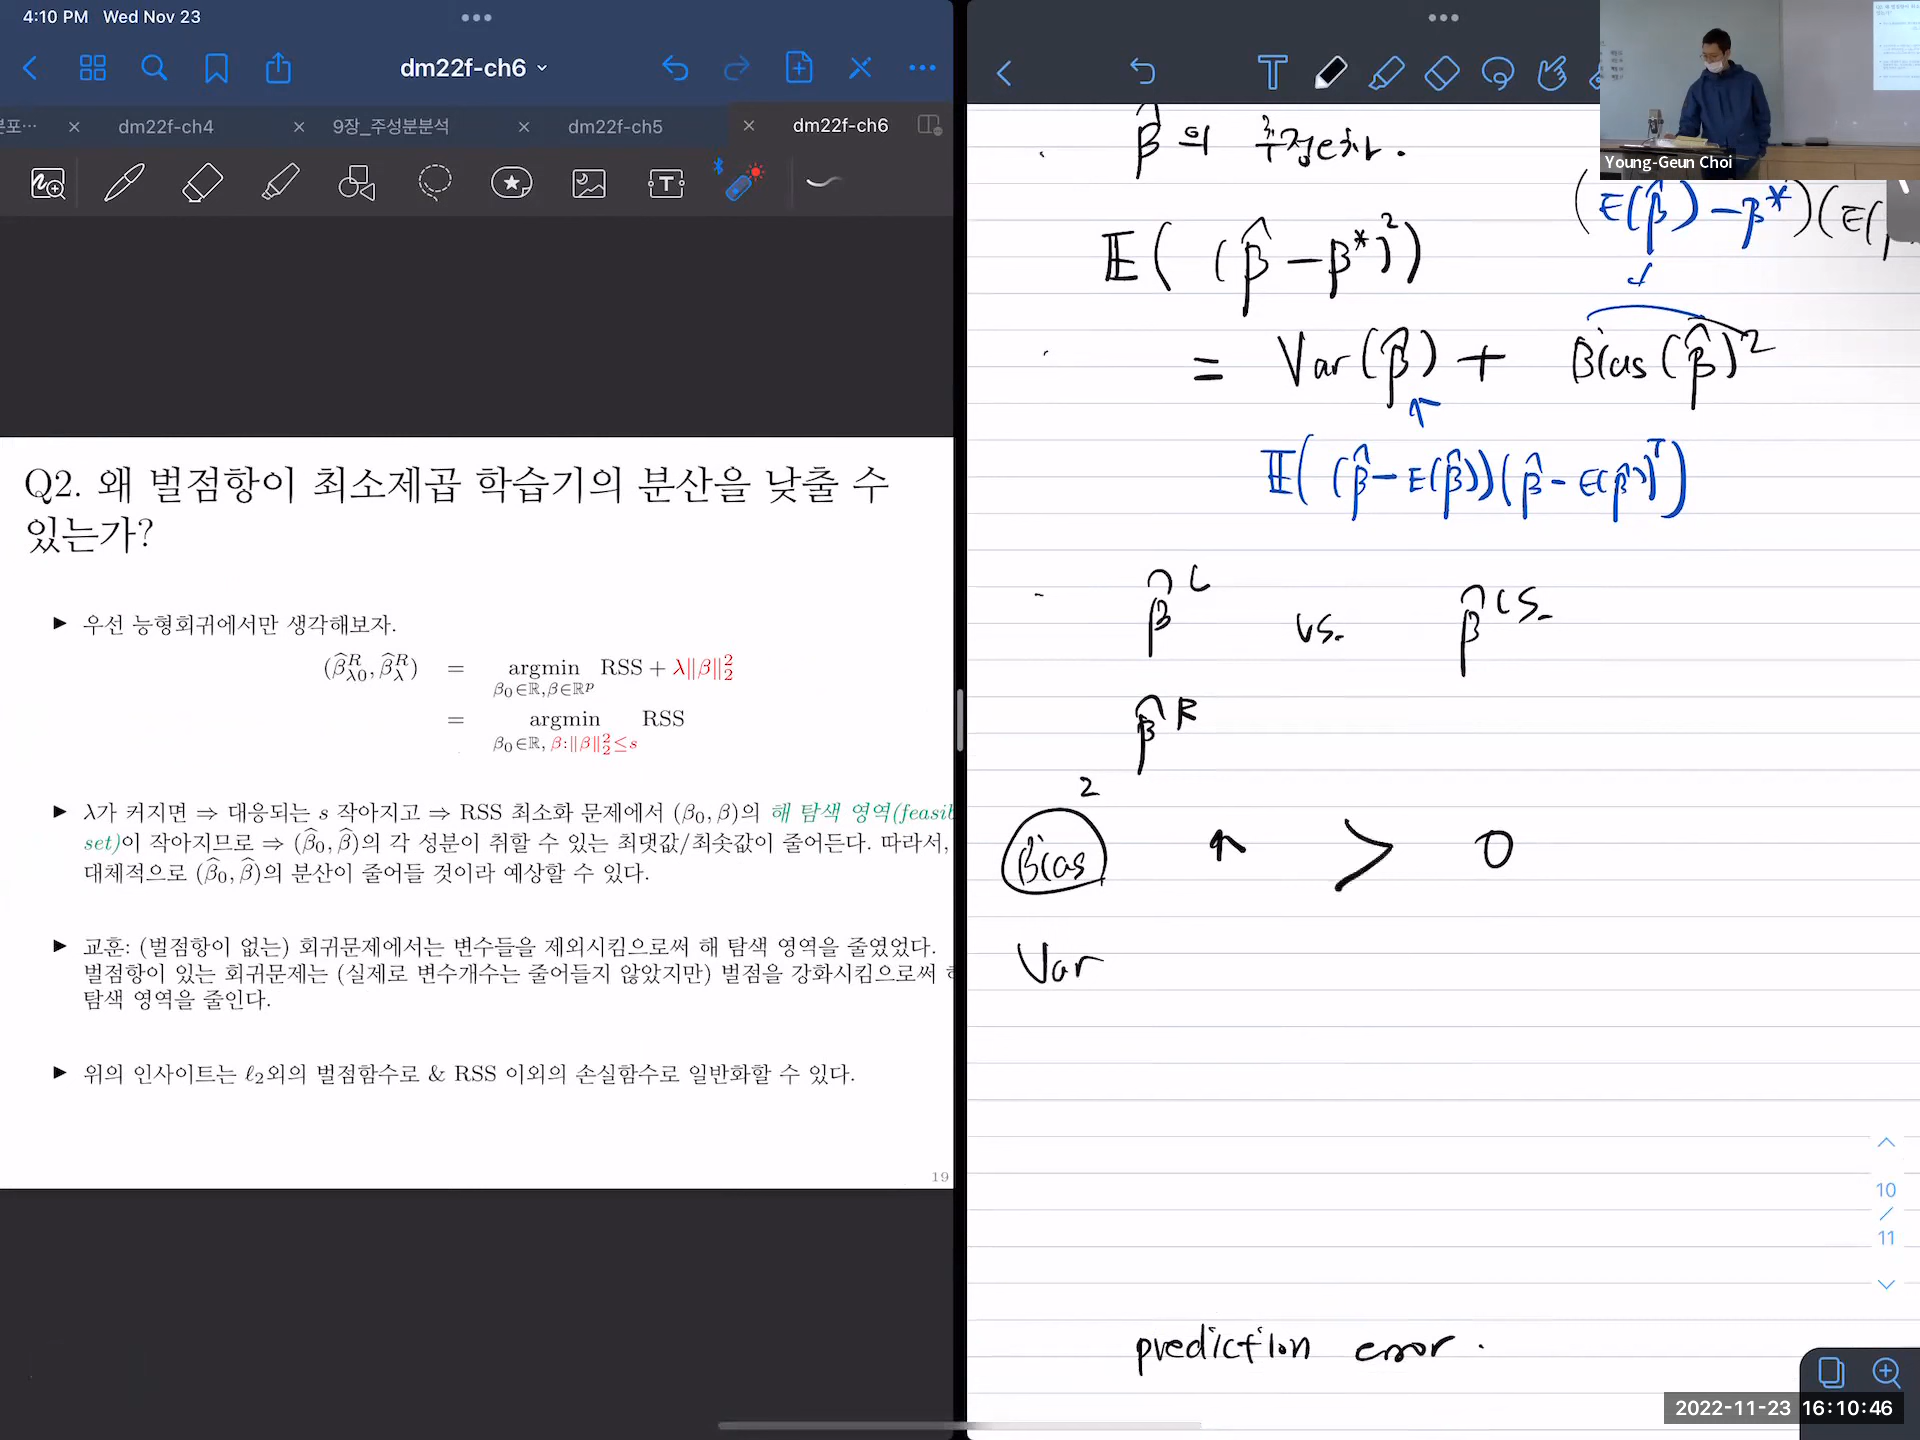 4:10 PM Wed Nov 23
dm22f-ch6
dm22f-ch4
9장_주성분분석
dm22f-ch5
dm22f-ch6
Q2. 왜 벌점항이 최소제곱 학습기의 분산을 낮출 수
있는가?
▶ 우선 능형회귀에서만 생각해보자.
(β̂^R_λ0, β̂^R_λ) = argmin RSS + λ‖β‖²₂
β₀∈ℝ,β∈ℝ^p
= argmin RSS
β₀∈ℝ, β:‖β‖²₂≤s
▶ λ가 커지면 ⇒ 대응되는 s 작아지고 ⇒ RSS 최소화 문제에서 (β₀, β)의 해 탐색 영역(feasib
set)이 작아지므로 ⇒ (β̂₀, β̂)의 각 성분이 취할 수 있는 최댓값/최솟값이 줄어든다. 따라서,
대체적으로 (β̂₀, β̂)의 분산이 줄어들 것이라 예상할 수 있다.
▶ 교훈: (벌점항이 없는) 회귀문제에서는 변수들을 제외시킴으로써 해 탐색 영역을 줄였었다.
벌점항이 있는 회귀문제는 (실제로 변수개수는 줄어들지 않았지만) 벌점을 강화시킴으로써
탐색 영역을 줄인다.
▶ 위의 인사이트는 ℓ₂외의 벌점함수로 & RSS 이외의 손실함수로 일반화할 수 있다.
19
Young-Geun Choi
β̂의 추정오차.
(E(β̂) − β*)(E(
𝔼( (β̂ − β*)²)
= Var(β̂) + Bias(β̂)²
𝔼( (β̂ − E(β̂))(β̂ − E(β̂))^T )
β̂^L vs. β̂^LS.
β̂^R
2
Bias ↑ > 0
Var
prediction error.
10
/
11
2022-11-23 16:10:46